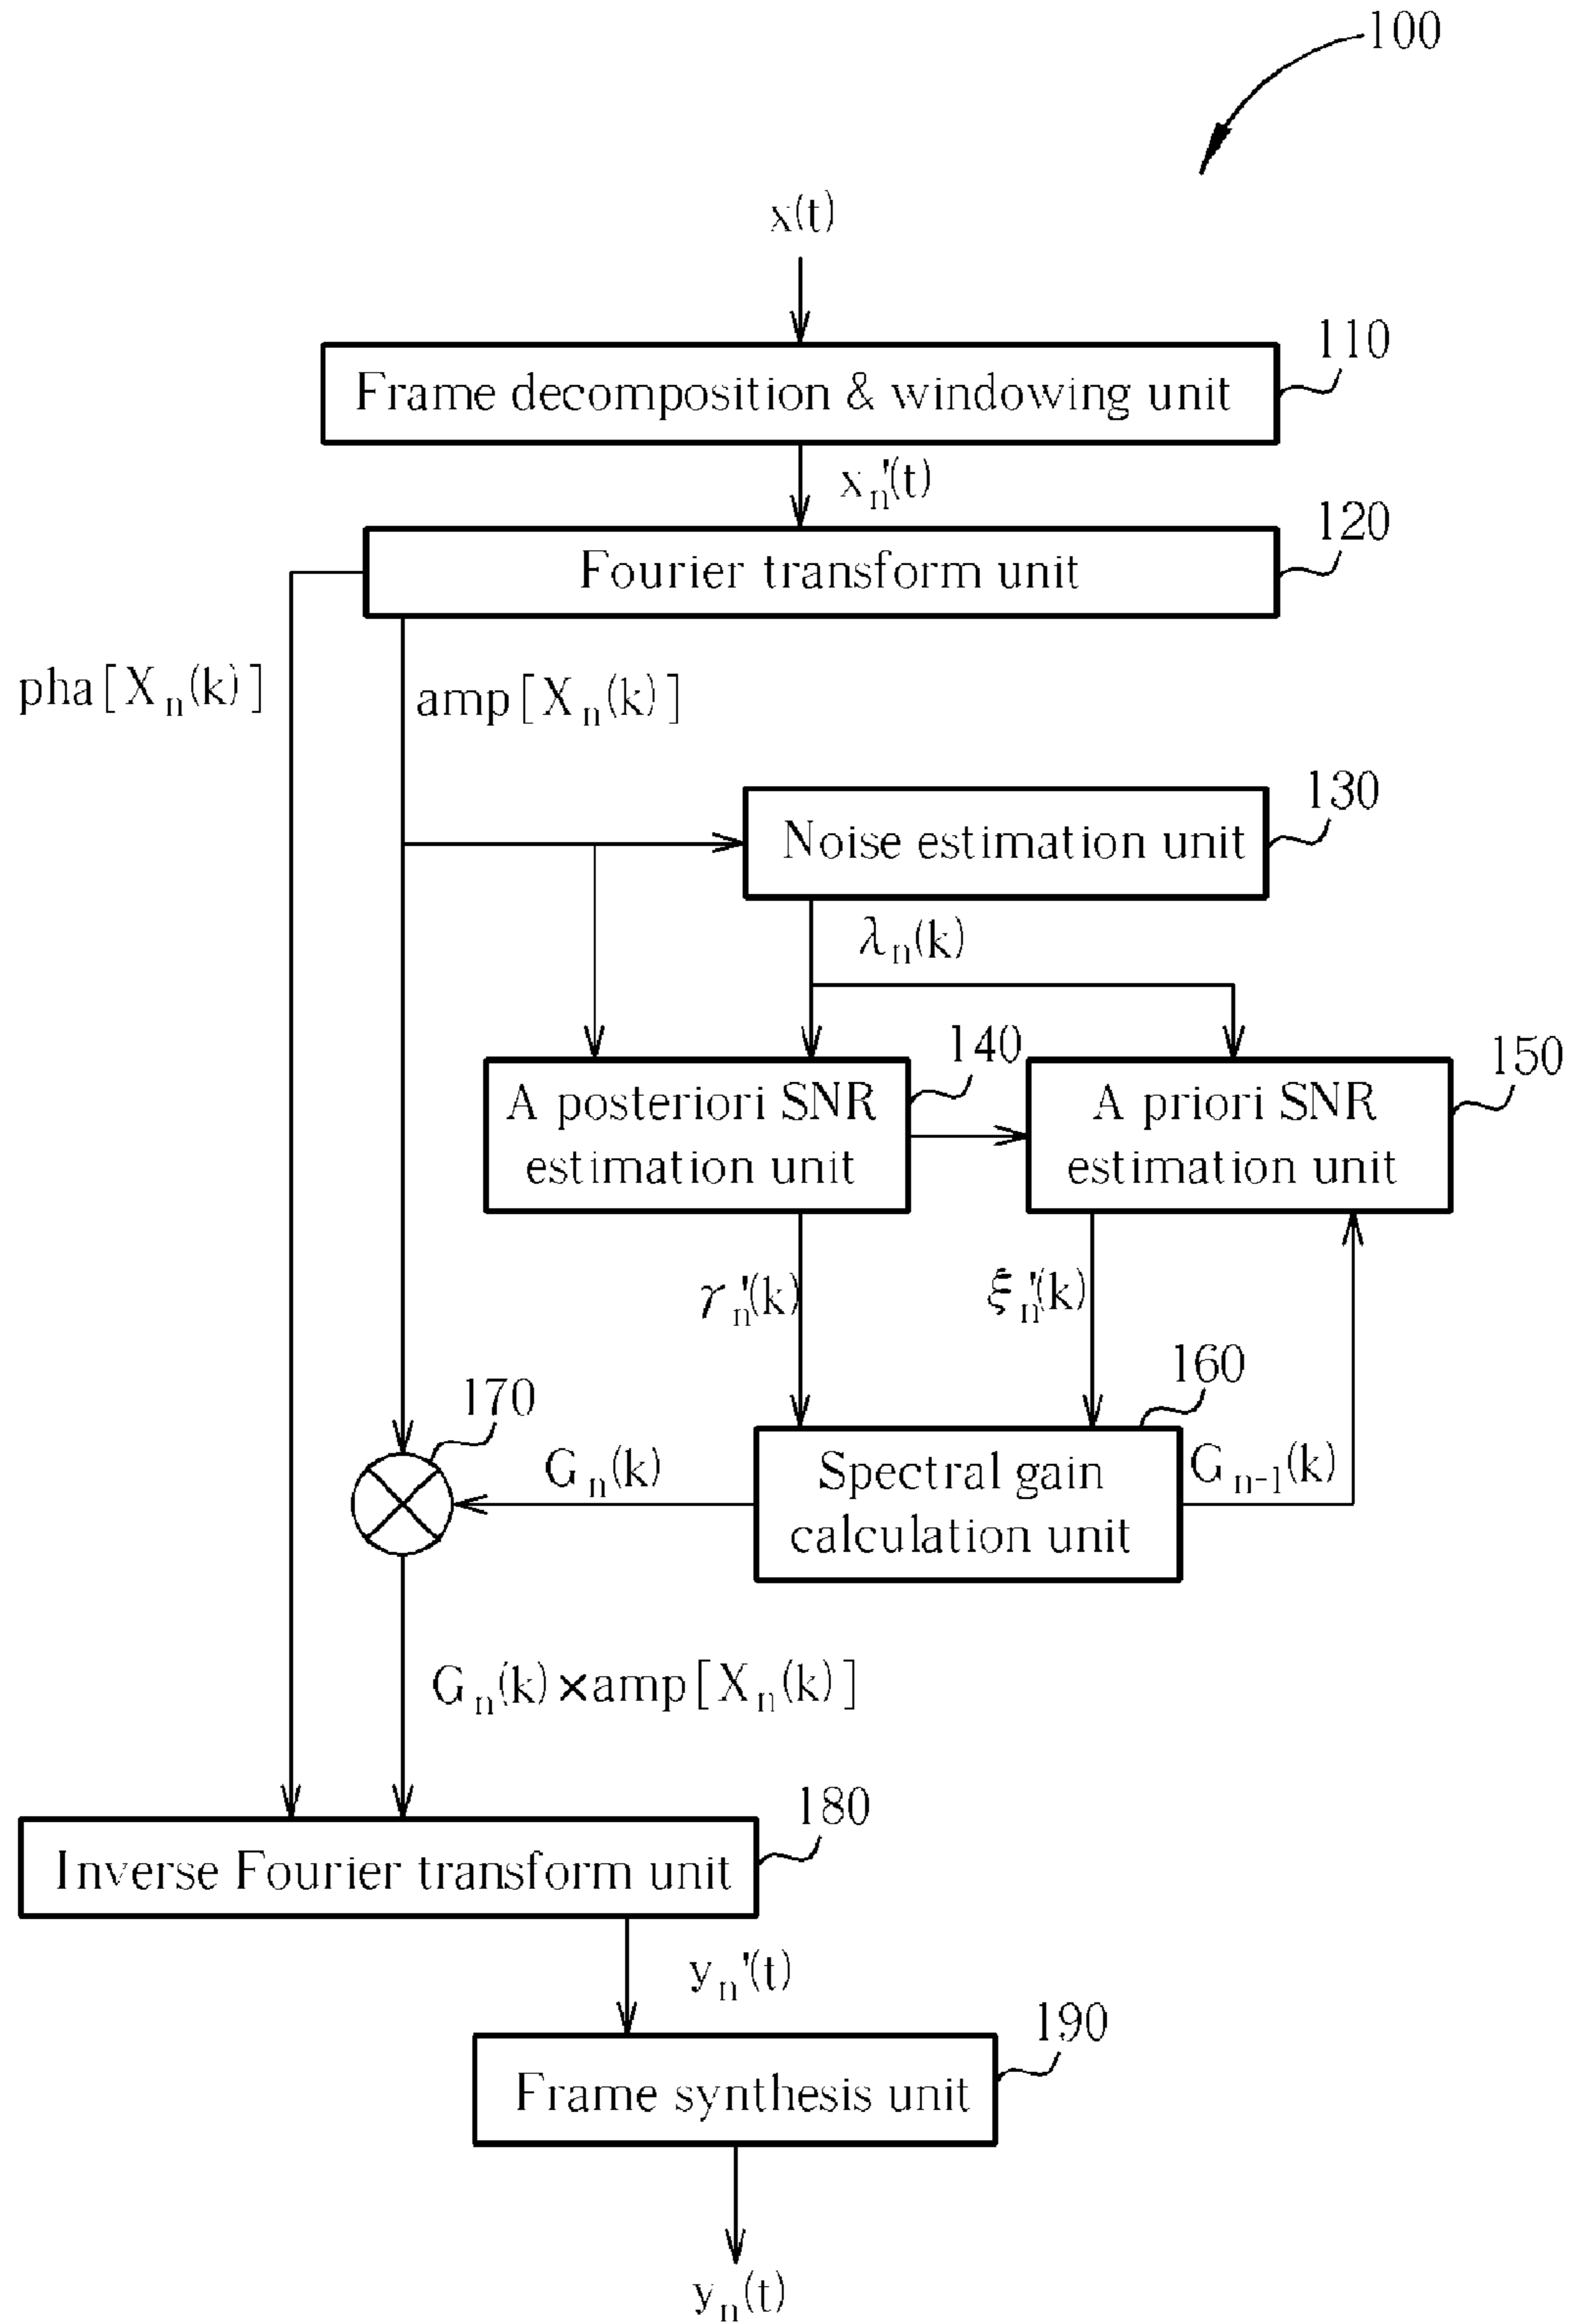 100
x(t)
110
Frame decomposition & windowing unit
xn'(t)
120
Fourier transform unit
pha[Xn(k)]
amp[Xn(k)]
130
Noise estimation unit
λn(k)
140
150
A posteriori SNR
estimation unit
A priori SNR
estimation unit
γn'(k)
ξn'(k)
160
170
Gn(k)
Spectral gain
calculation unit
Gn-1(k)
Gn(k)×amp[Xn(k)]
180
Inverse Fourier transform unit
yn'(t)
190
Frame synthesis unit
yn(t)